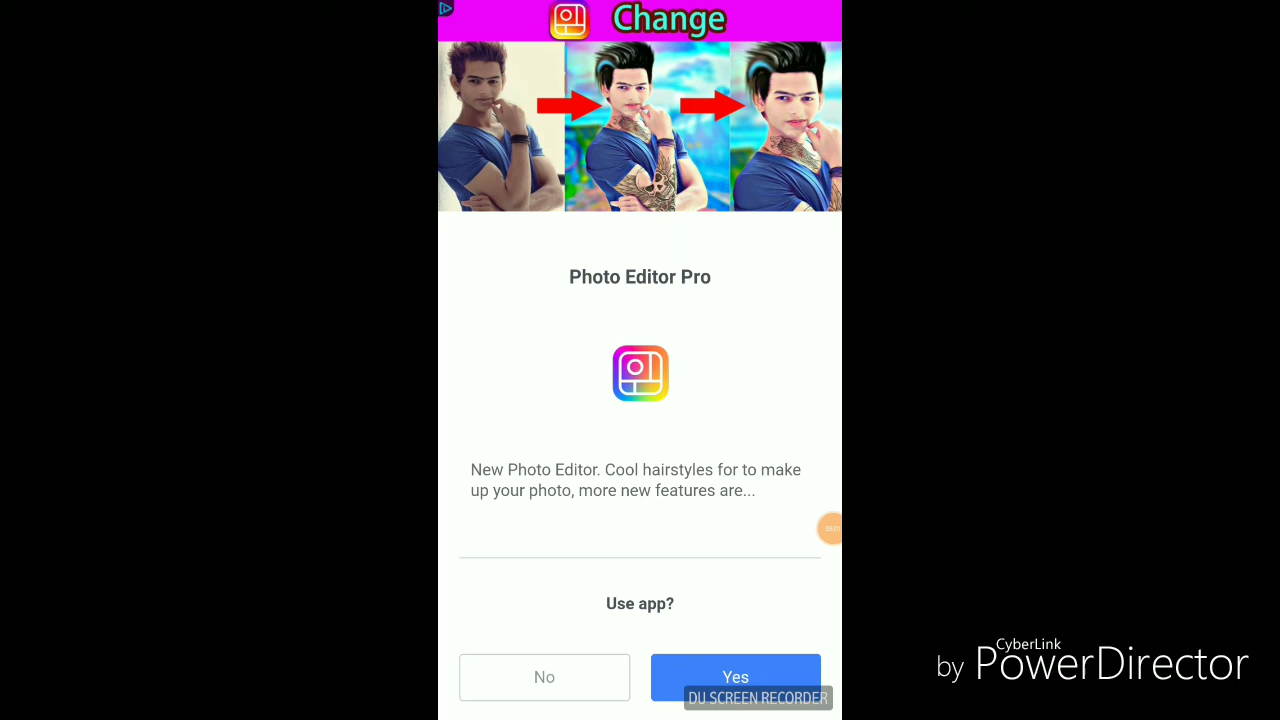 Change
Photo Editor Pro
New Photo Editor. Cool hairstyles for to make
up your photo, more new features are...
Use app?
No
Yes
DU SCREEN RECORDER
CyberLink
by PowerDirector